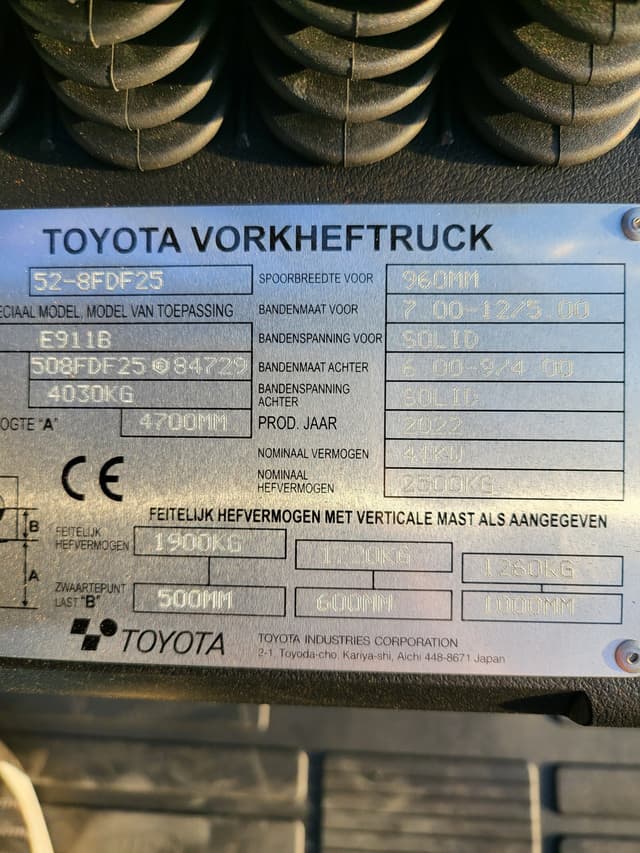 TOYOTA VORKHEFTRUCK
52-8FDF25
ECIAAL MODEL, MODEL VAN TOEPASSING
E911B
508FDF25 84729
4030KG
OGTE "A" 4700MM
SPOORBREEDTE VOOR 960MM
BANDENMAAT VOOR 7.00-12/5.00
BANDENSPANNING VOOR SOLID
BANDENMAAT ACHTER 6.00-9/4.00
BANDENSPANNING ACHTER SOLID
PROD. JAAR 2022
NOMINAAL VERMOGEN 41KW
NOMINAAL HEFVERMOGEN 2500KG
CE
FEITELIJK HEFVERMOGEN MET VERTICALE MAST ALS AANGEGEVEN
B
A
FEITELIJK HEFVERMOGEN 1900KG 1720KG 1260KG
ZWAARTEPUNT LAST "B" 500MM 600MM 1000MM
TOYOTA
TOYOTA INDUSTRIES CORPORATION
2-1, Toyoda-cho, Kariya-shi, Aichi 448-8671 Japan